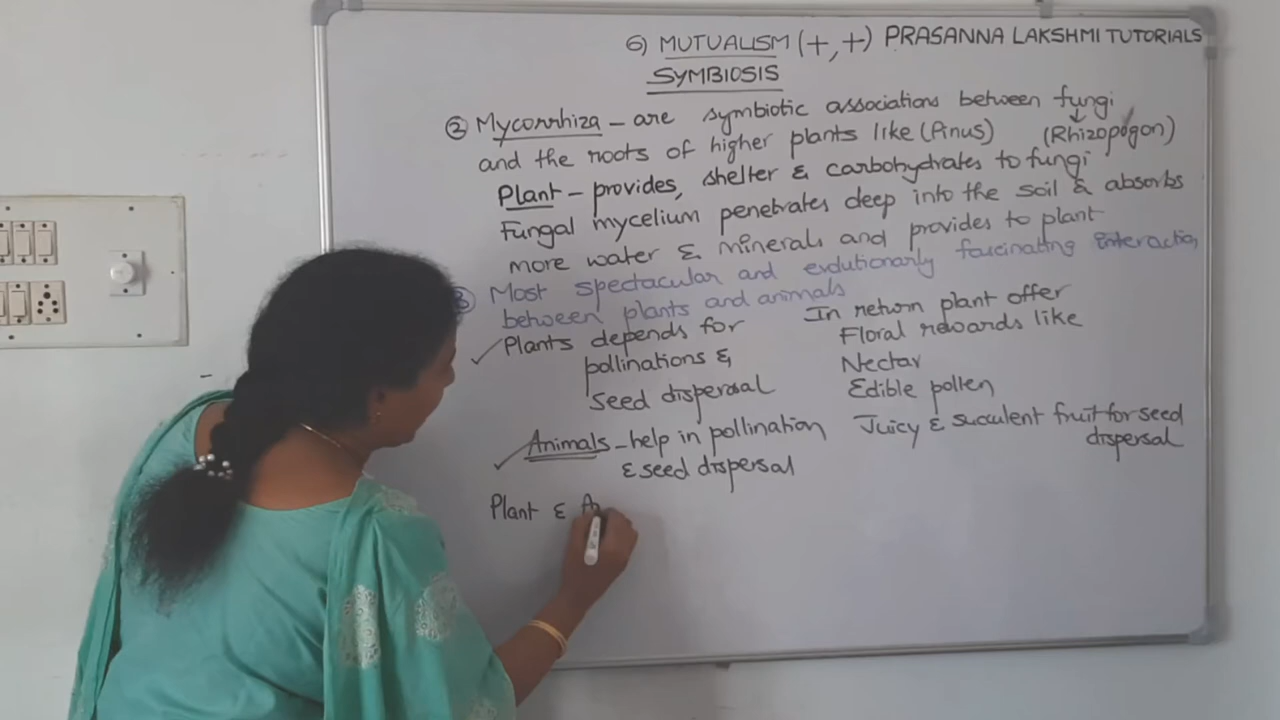 6) MUTUALISM (+,+) PRASANNA LAKSHMI TUTORIALS
SYMBIOSIS
② Mycorrhiza - are symbiotic associations between fungi
and the roots of higher plants like (Pinus) (Rhizopogon)
Plant - provides, shelter & carbohydrates to fungi
Fungal mycelium penetrates deep into the soil & absorbs
more water & minerals and provides to plant
③ Most spectacular and evolutionarily fascinating interaction
between plants and animals
✓ Plants depends for
pollinations &
seed dispersal
In return plant offer
Floral rewards like
Nectar
Edible pollen
Juicy & succulent fruit for seed
dispersal
✓ Animals - help in pollination
& seed dispersal
Plant & A